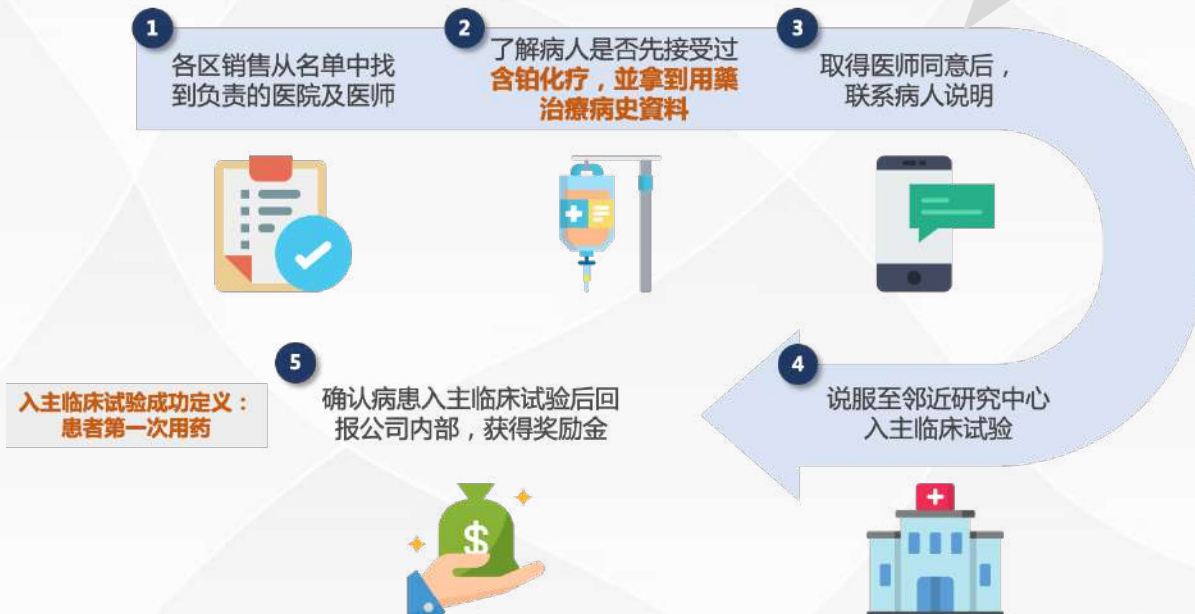 1
各区销售从名单中找
到负责的医院及医师
2
了解病人是否先接受过
含铂化疗，並拿到用藥
治療病史資料
3
取得医师同意后，
联系病人说明
4
说服至邻近研究中心
入主临床试验
5
确认病患入主临床试验后回
报公司内部，获得奖励金
入主临床试验成功定义：
患者第一次用药
$